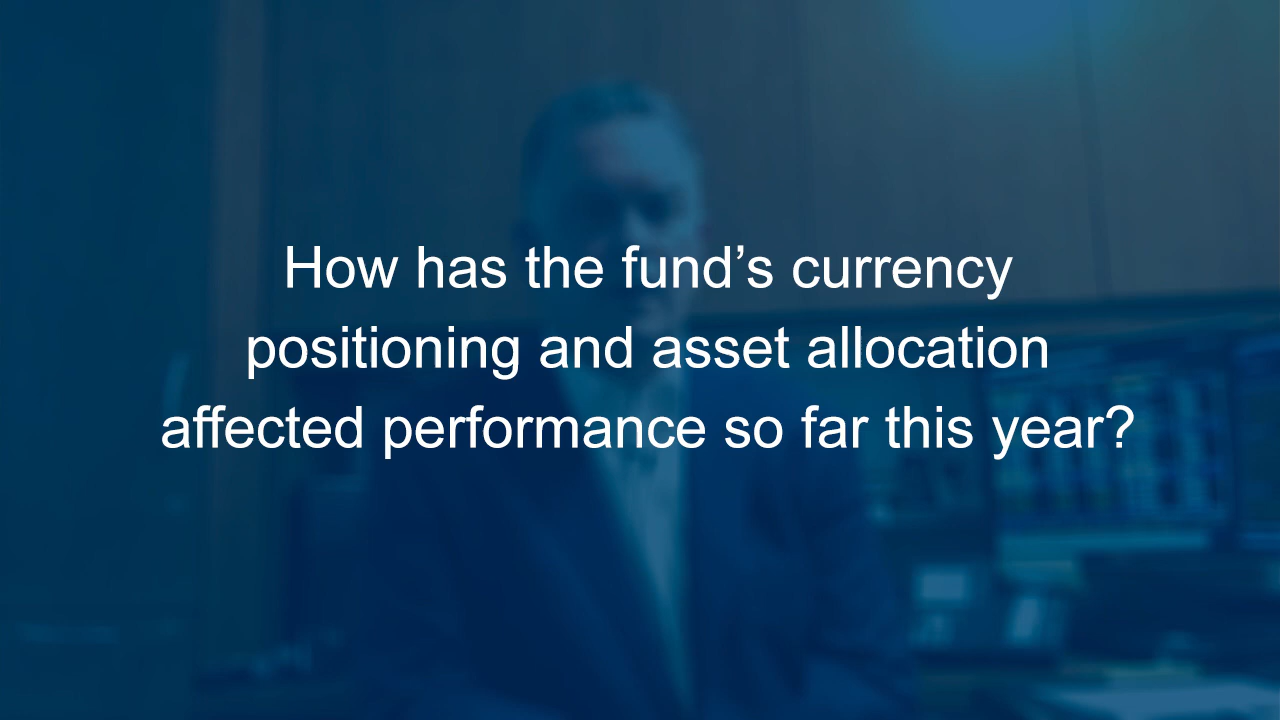 How has the fund’s currency
positioning and asset allocation
affected performance so far this year?